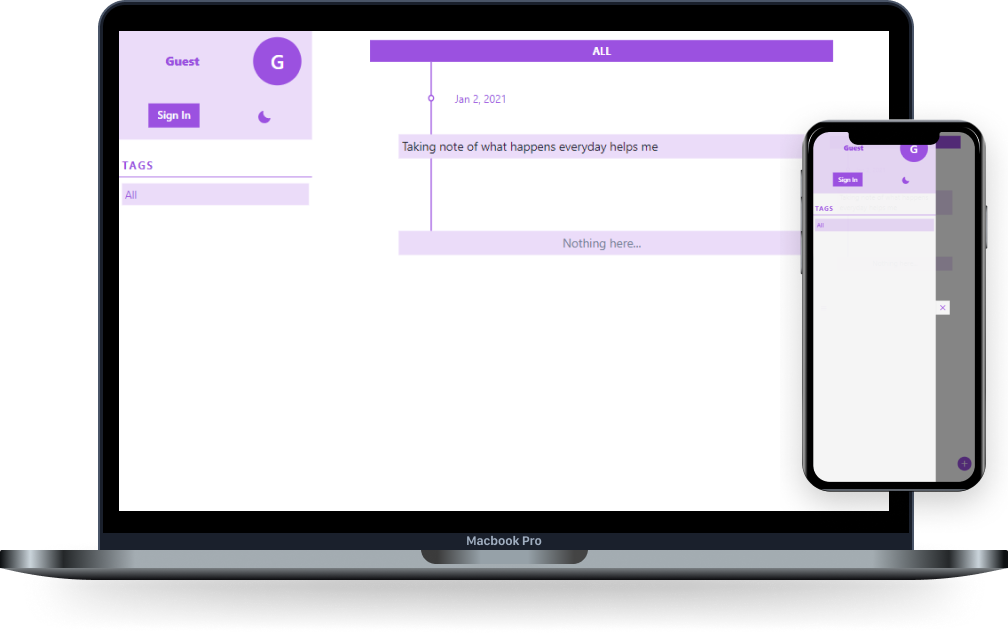 Guest
G
Sign In
TAGS
All
ALL
Jan 2, 2021
Taking note of what happens everyday helps me
Nothing here...
Guest
G
Sign In
TAGS
All
Macbook Pro